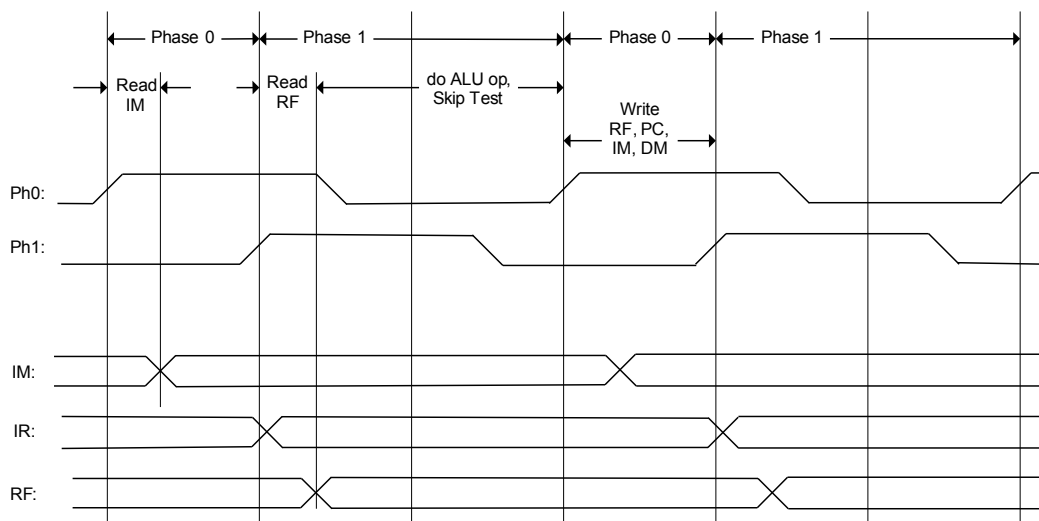 Phase 0
Phase 1
Phase 0
Phase 1
Read
IM
Read
RF
do ALU op,
Skip Test
Write
RF, PC,
IM, DM
Ph0:
Ph1:
IM:
IR:
RF: